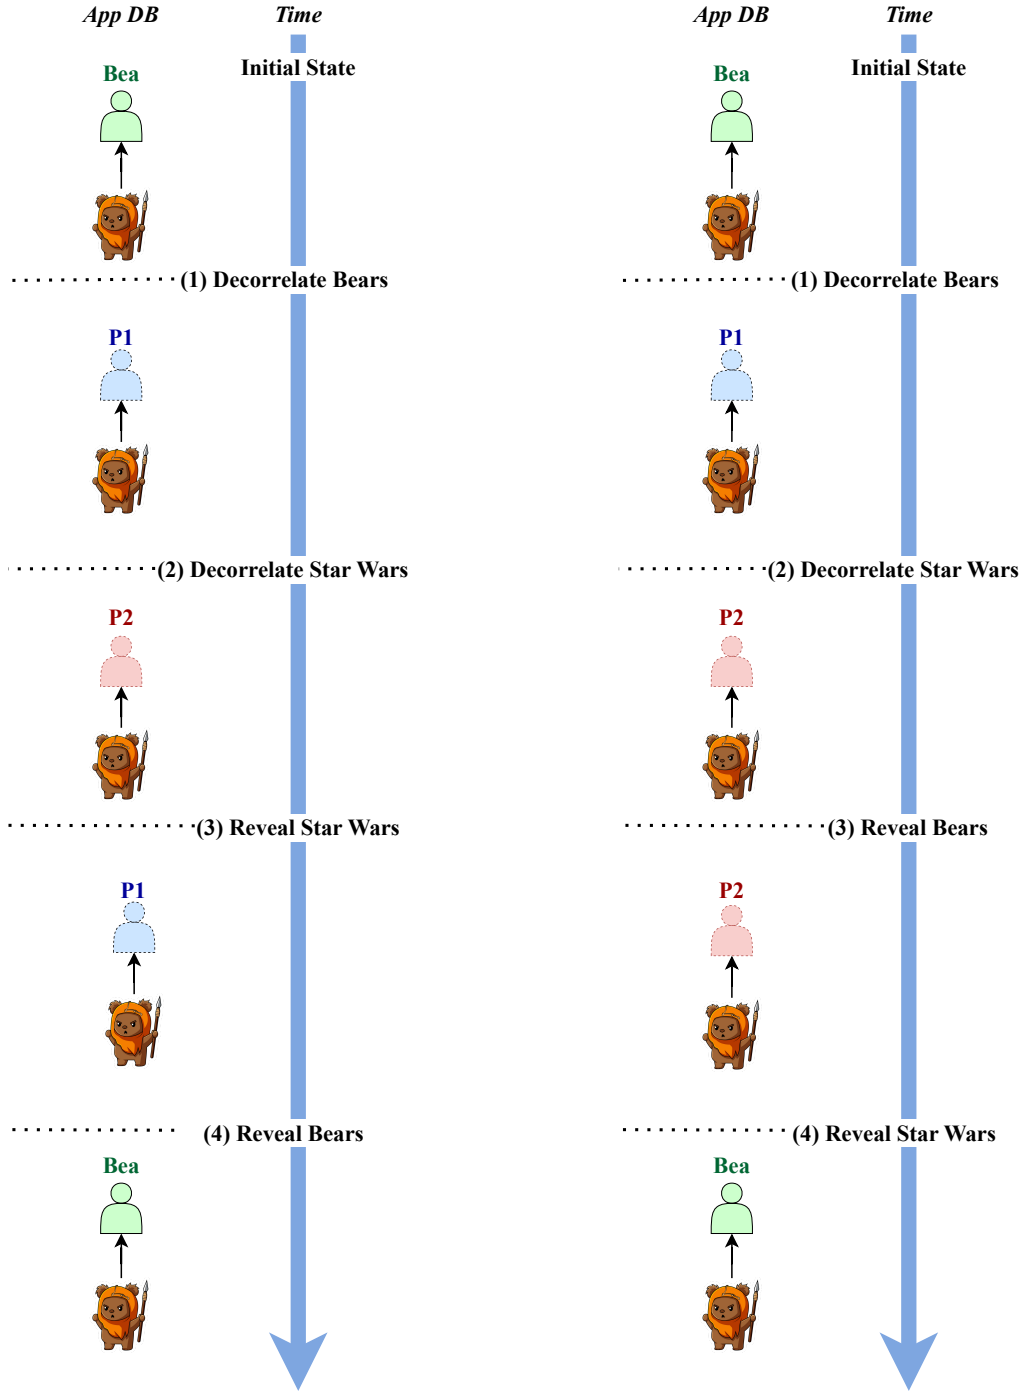 App DB Time
Initial State
Bea
(1) Decorrelate Bears
P1
(2) Decorrelate Star Wars
P2
(3) Reveal Star Wars
P1
(4) Reveal Bears
Bea
App DB Time
Initial State
Bea
(1) Decorrelate Bears
P1
(2) Decorrelate Star Wars
P2
(3) Reveal Bears
P2
(4) Reveal Star Wars
Bea